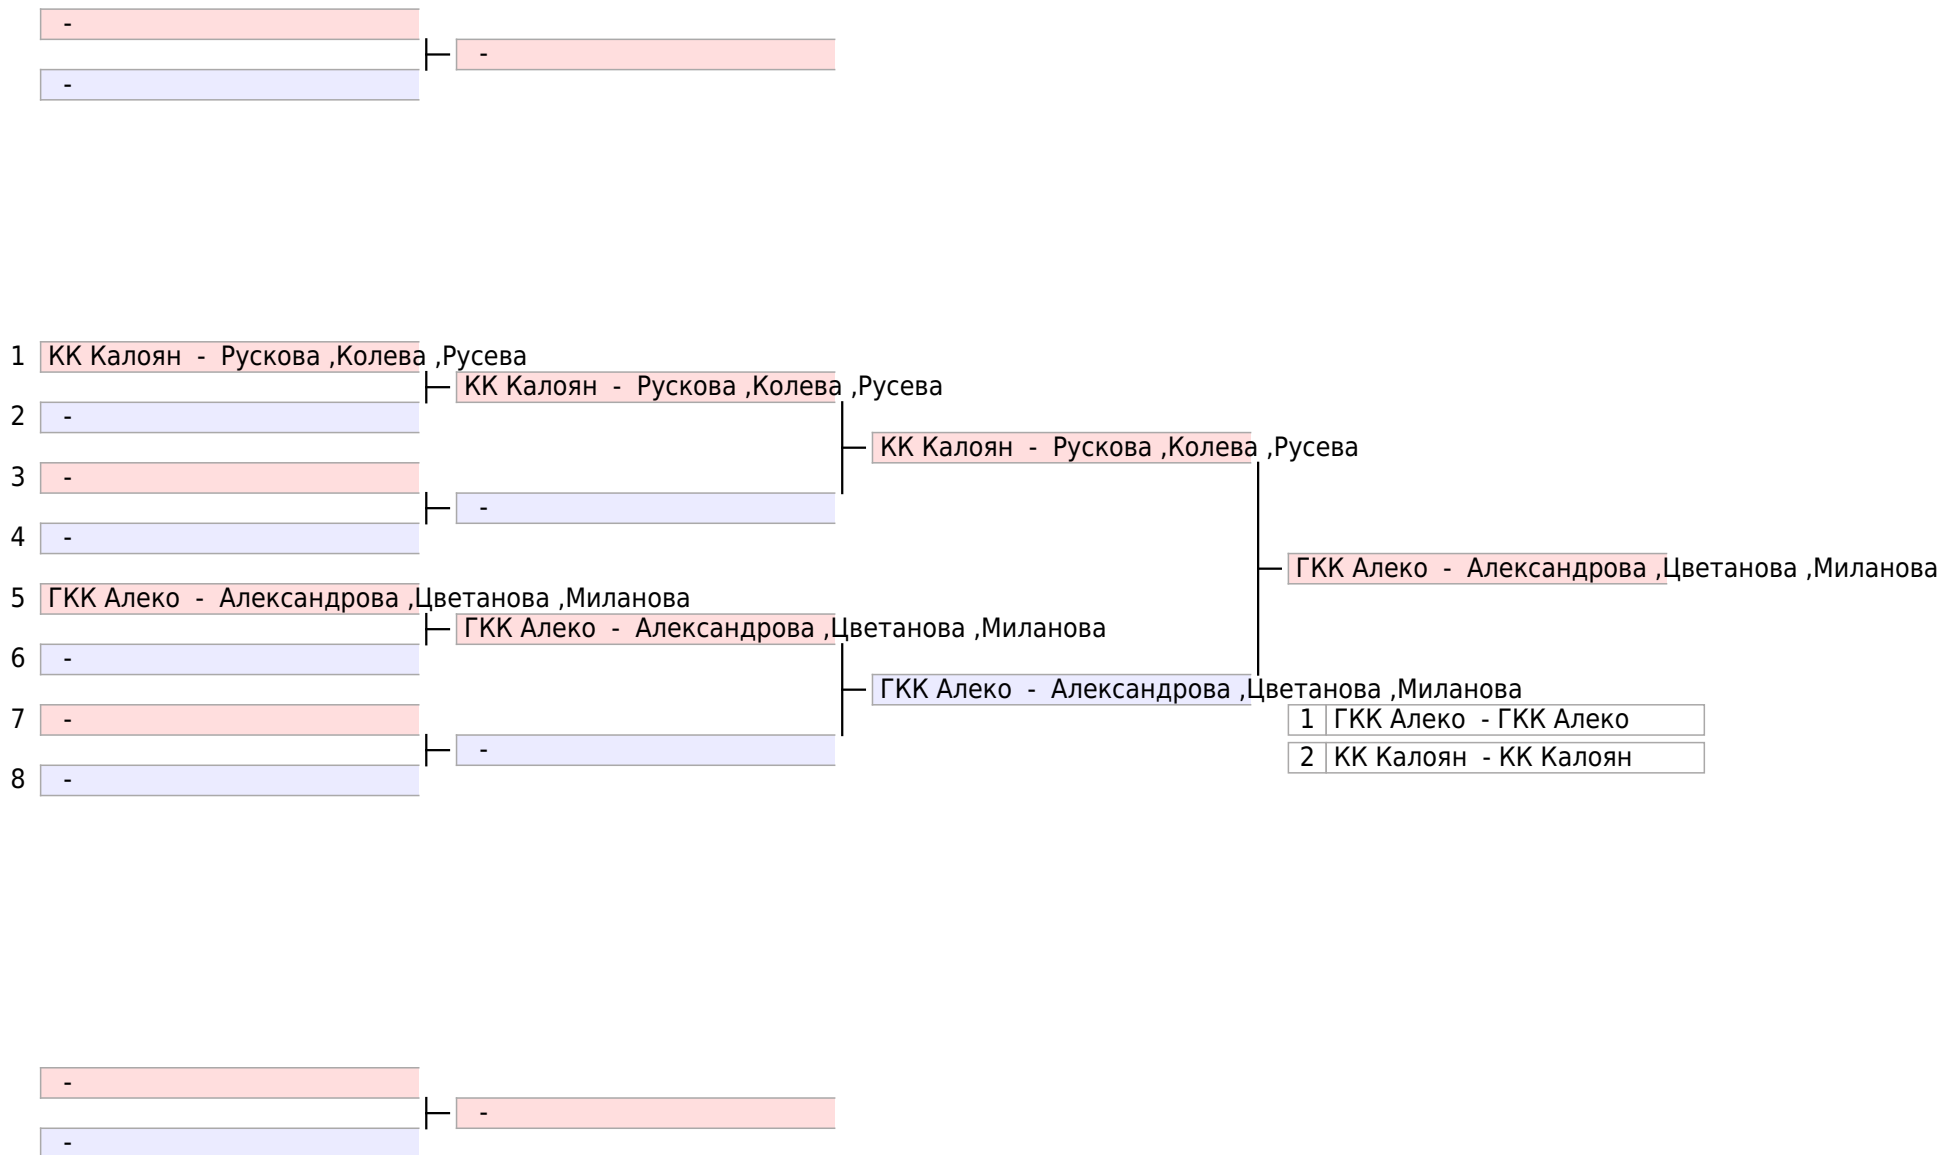 -
-
-
1 КК Калоян - Рускова ,Колева ,Русева
КК Калоян - Рускова ,Колева ,Русева
2 -
КК Калоян - Рускова ,Колева ,Русева
3 -
-
4 -
ГКК Алеко - Александрова ,Цветанова ,Миланова
5 ГКК Алеко - Александрова ,Цветанова ,Миланова
ГКК Алеко - Александрова ,Цветанова ,Миланова
6 -
ГКК Алеко - Александрова ,Цветанова ,Миланова
7 -
1 ГКК Алеко - ГКК Алеко
-
2 КК Калоян - КК Калоян
8 -
-
-
-